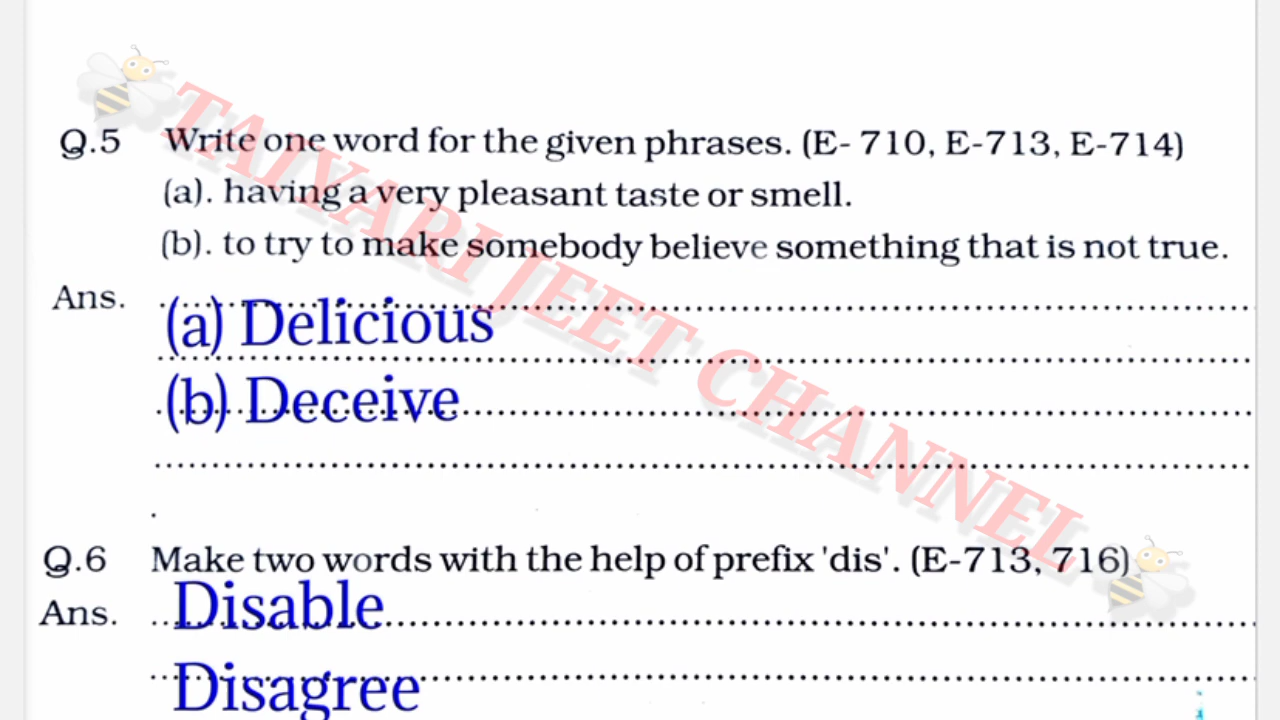 TAIYARI JEET CHANNEL
Q.5 Write one word for the given phrases. (E- 710, E-713, E-714)
(a). having a very pleasant taste or smell.
(b). to try to make somebody believe something that is not true.
Ans.
(a) Delicious
(b) Deceive
Q.6 Make two words with the help of prefix 'dis'. (E-713, 716)
Ans. Disable
Disagree